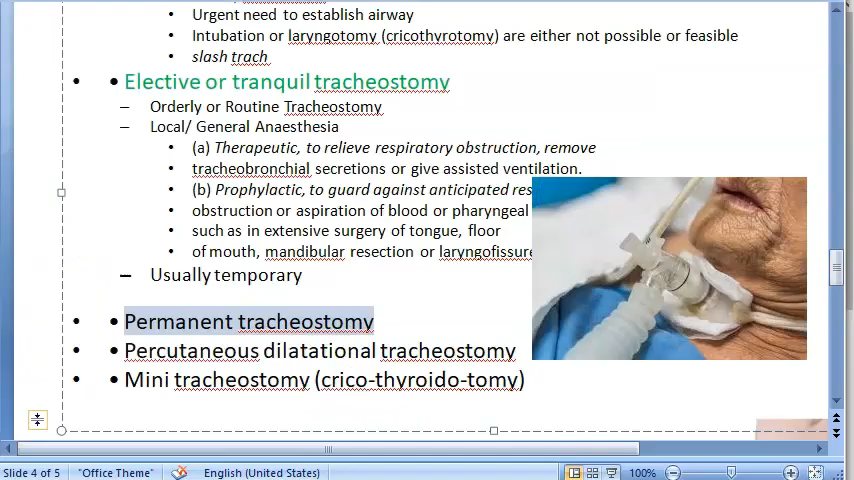 • Urgent need to establish airway
• Intubation or laryngotomy (cricothyrotomy) are either not possible or feasible
• slash trach
• • Elective or tranquil tracheostomy
– Orderly or Routine Tracheostomy
– Local/ General Anaesthesia
• (a) Therapeutic, to relieve respiratory obstruction, remove
• tracheobronchial secretions or give assisted ventilation.
• (b) Prophylactic, to guard against anticipated res
• obstruction or aspiration of blood or pharyngeal
• such as in extensive surgery of tongue, floor
• of mouth, mandibular resection or laryngofissure
– Usually temporary
• • Permanent tracheostomy
• • Percutaneous dilatational tracheostomy
• • Mini tracheostomy (crico-thyroido-tomy)
Slide 4 of 5 "Office Theme" English (United States) 100%